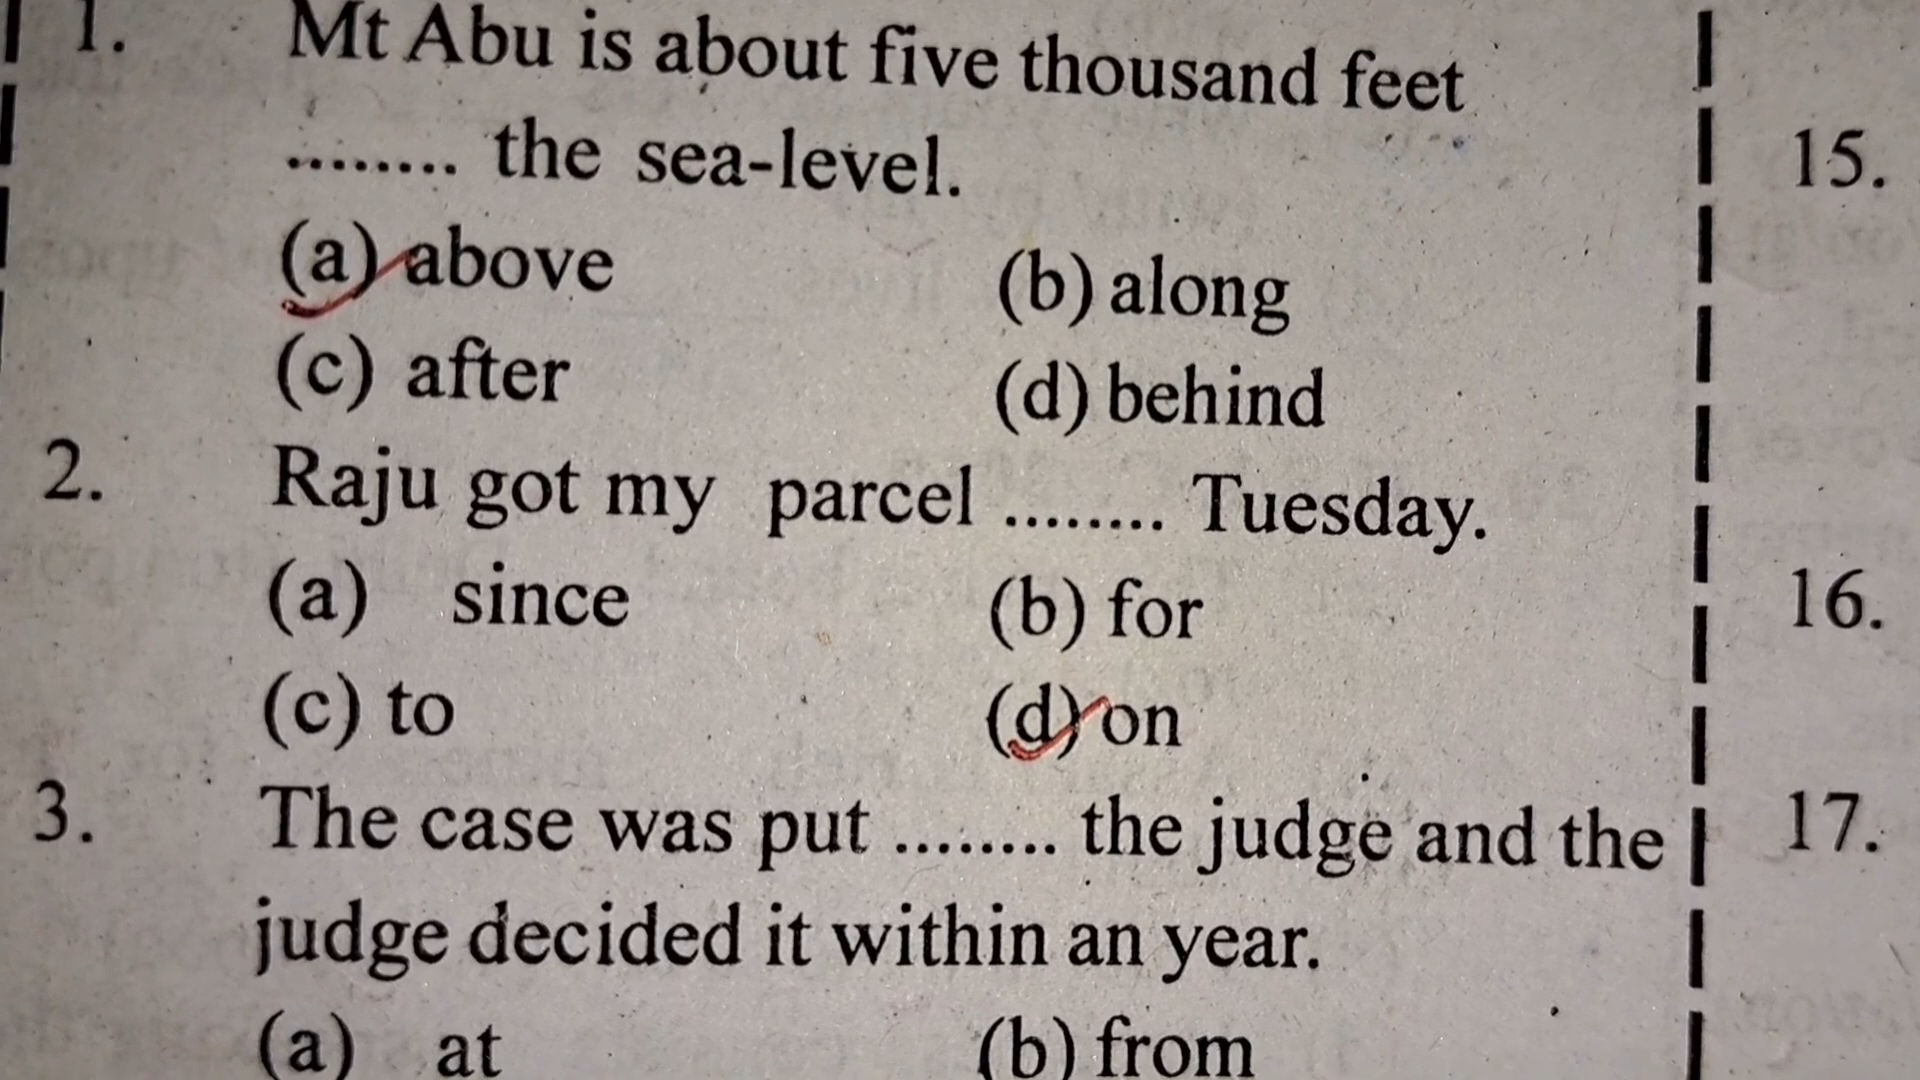 1. Mt Abu is about five thousand feet
........ the sea-level.
(a) above (b) along
(c) after (d) behind
2. Raju got my parcel ........ Tuesday.
(a) since (b) for
(c) to (d) on
3. The case was put ........ the judge and the
judge decided it within an year.
(a) at (b) from
15.
16.
17.